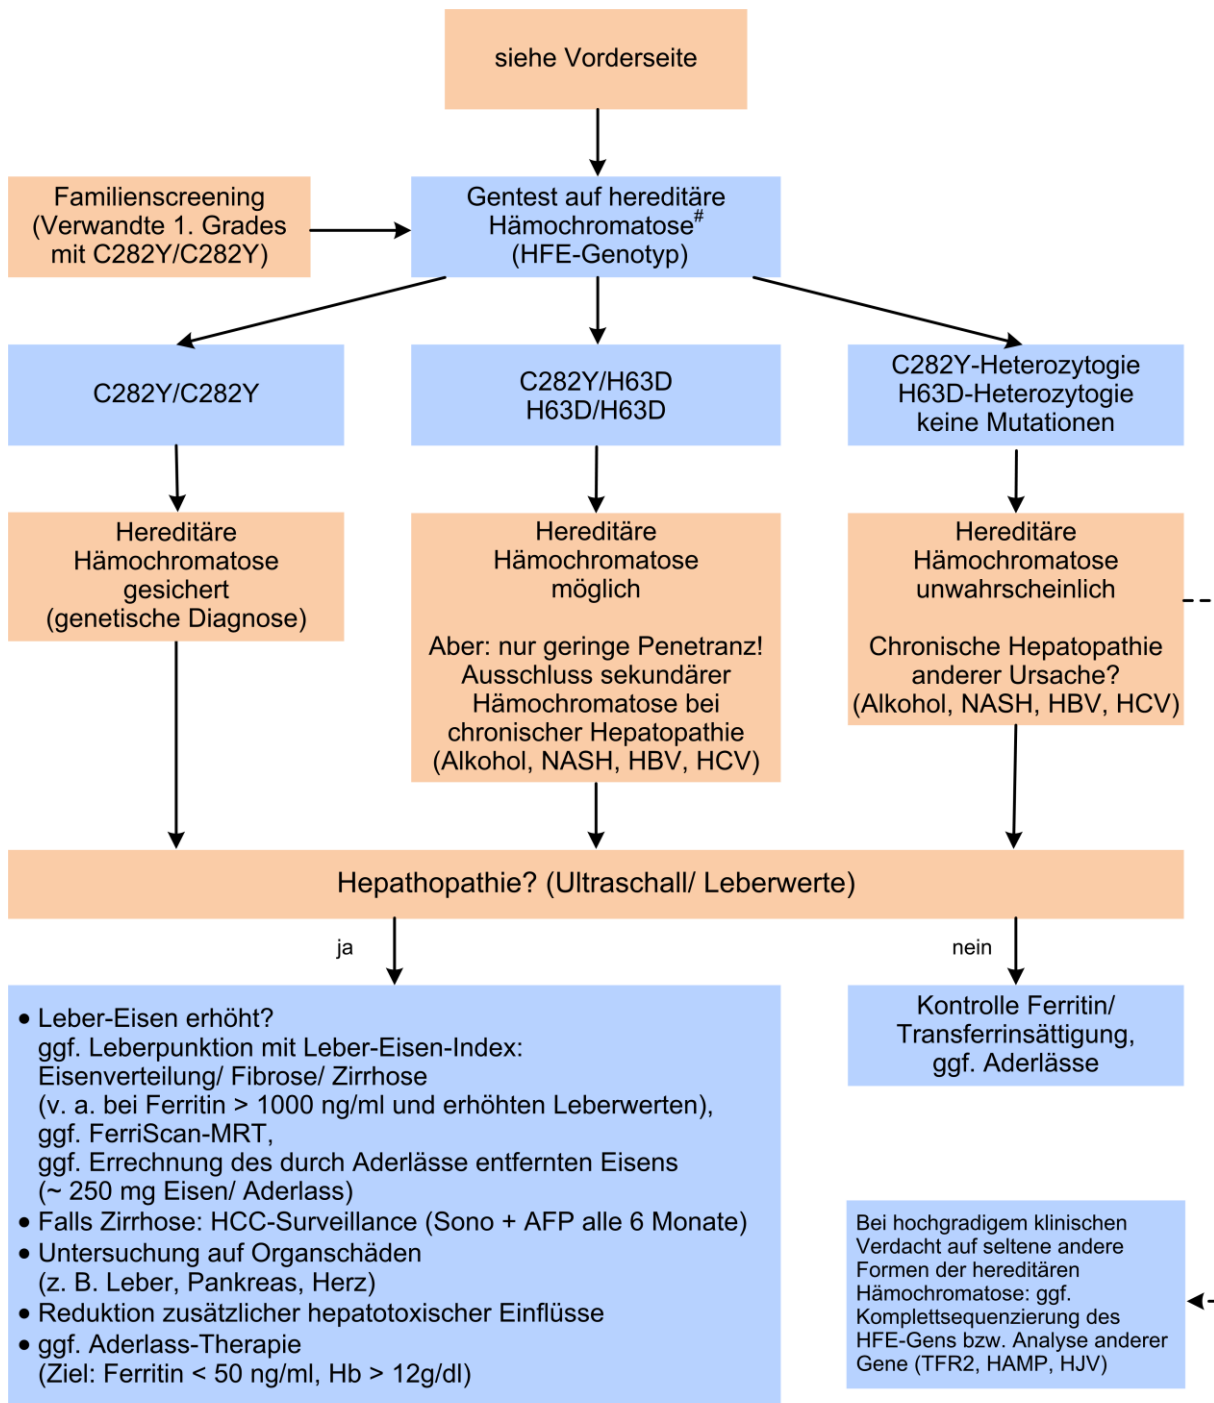 siehe Vorderseite
Familienscreening
(Verwandte 1. Grades
mit C282Y/C282Y)
Gentest auf hereditäre
Hämochromatose#
(HFE-Genotyp)
C282Y/C282Y
C282Y/H63D
H63D/H63D
C282Y-Heterozytogie
H63D-Heterozytogie
keine Mutationen
Hereditäre
Hämochromatose
gesichert
(genetische Diagnose)
Hereditäre
Hämochromatose
möglich
Aber: nur geringe Penetranz!
Ausschluss sekundärer
Hämochromatose bei
chronischer Hepatopathie
(Alkohol, NASH, HBV, HCV)
Hereditäre
Hämochromatose
unwahrscheinlich
Chronische Hepatopathie
anderer Ursache?
(Alkohol, NASH, HBV, HCV)
Hepathopathie? (Ultraschall/ Leberwerte)
ja
nein
• Leber-Eisen erhöht?
ggf. Leberpunktion mit Leber-Eisen-Index:
Eisenverteilung/ Fibrose/ Zirrhose
(v. a. bei Ferritin > 1000 ng/ml und erhöhten Leberwerten),
ggf. FerriScan-MRT,
ggf. Errechnung des durch Aderlässe entfernten Eisens
(~ 250 mg Eisen/ Aderlass)
• Falls Zirrhose: HCC-Surveillance (Sono + AFP alle 6 Monate)
• Untersuchung auf Organschäden
(z. B. Leber, Pankreas, Herz)
• Reduktion zusätzlicher hepatotoxischer Einflüsse
• ggf. Aderlass-Therapie
(Ziel: Ferritin < 50 ng/ml, Hb > 12g/dl)
Kontrolle Ferritin/
Transferrinsättigung,
ggf. Aderlässe
Bei hochgradigem klinischen
Verdacht auf seltene andere
Formen der hereditären
Hämochromatose: ggf.
Komplettsequenzierung des
HFE-Gens bzw. Analyse anderer
Gene (TFR2, HAMP, HJV)